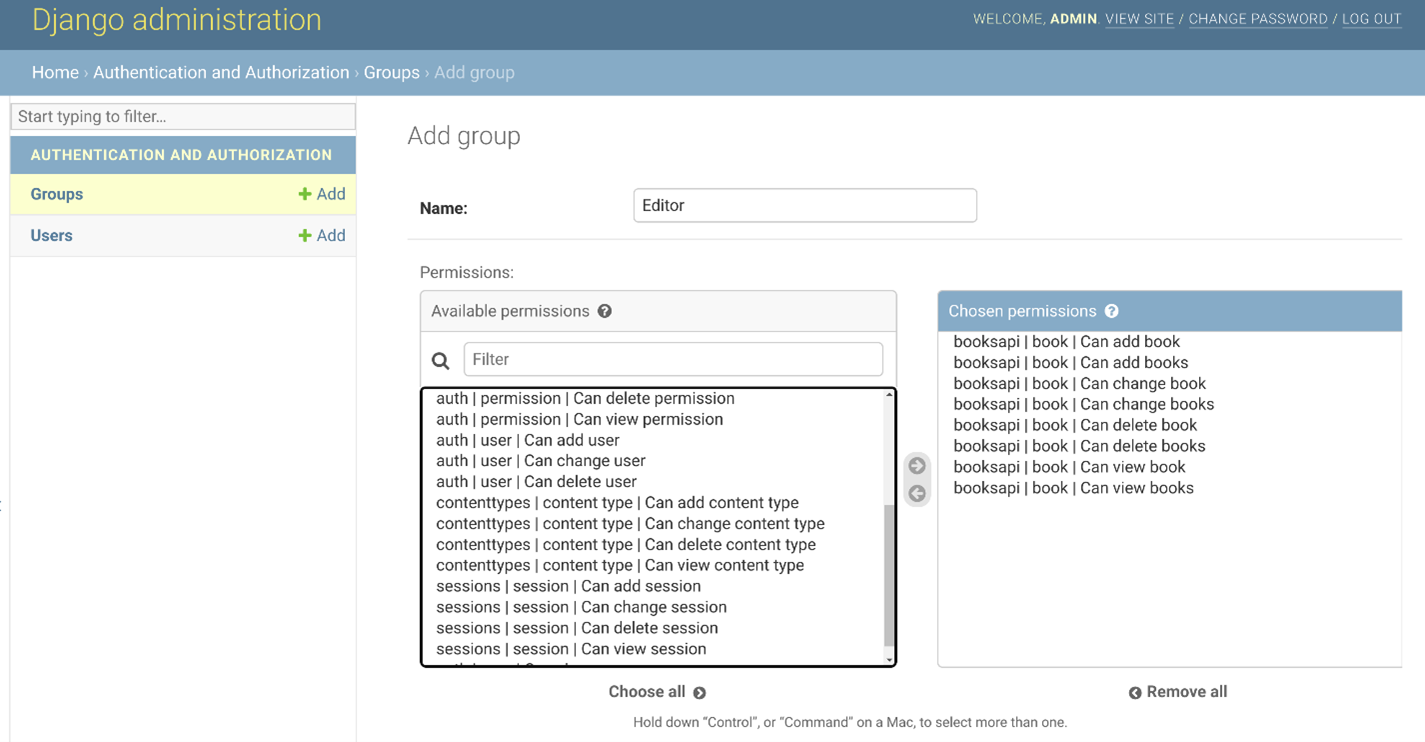 Django administration
WELCOME, ADMIN. VIEW SITE / CHANGE PASSWORD / LOG OUT
Home › Authentication and Authorization › Groups › Add group
Start typing to filter...
AUTHENTICATION AND AUTHORIZATION
Groups + Add
Users + Add
Add group
Name: Editor
Permissions:
Available permissions ?
Filter
auth | permission | Can delete permission
auth | permission | Can view permission
auth | user | Can add user
auth | user | Can change user
auth | user | Can delete user
contenttypes | content type | Can add content type
contenttypes | content type | Can change content type
contenttypes | content type | Can delete content type
contenttypes | content type | Can view content type
sessions | session | Can add session
sessions | session | Can change session
sessions | session | Can delete session
sessions | session | Can view session
Choose all
Chosen permissions ?
booksapi | book | Can add book
booksapi | book | Can add books
booksapi | book | Can change book
booksapi | book | Can change books
booksapi | book | Can delete book
booksapi | book | Can delete books
booksapi | book | Can view book
booksapi | book | Can view books
Remove all
Hold down “Control”, or “Command” on a Mac, to select more than one.